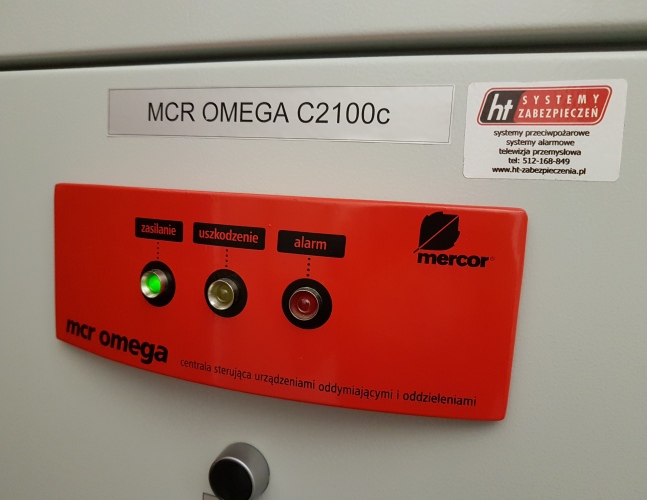 MCR OMEGA C2100c
ht SYSTEMY
ZABEZPIECZEŃ
systemy przeciwpożarowe
systemy alarmowe
telewizja przemysłowa
tel: 512-168-849
www.ht-zabezpieczenia.pl
zasilanie
uszkodzenie
alarm
mercor®
mcr omega
centrala sterująca urządzeniami oddymiającymi i oddzieleniami